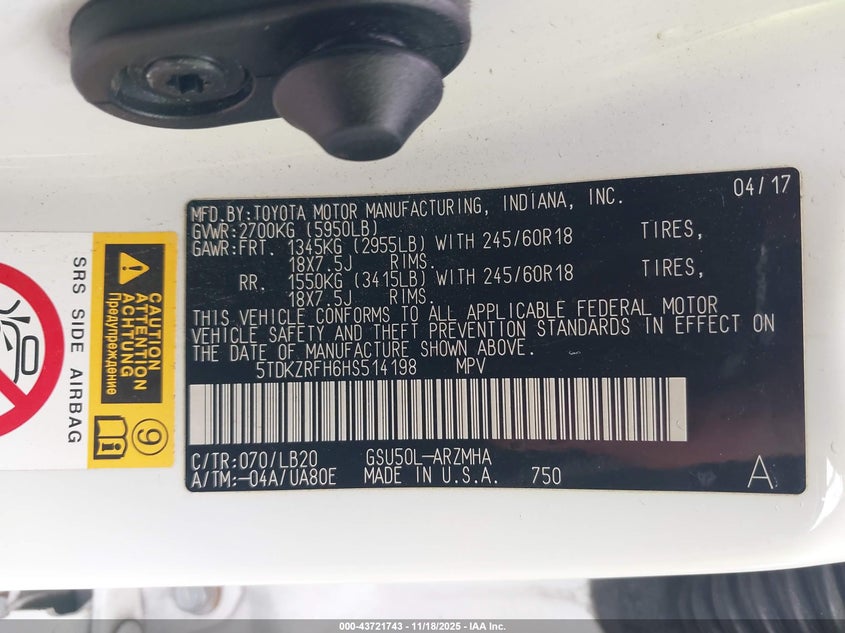 04/17
MFD.BY:TOYOTA MOTOR MANUFACTURING, INDIANA, INC.
GVWR:2700KG (5950LB)
GAWR:FRT. 1345KG (2955LB) WITH 245/60R18 TIRES,
18X7.5J RIMS.
RR. 1550KG (3415LB) WITH 245/60R18 TIRES,
18X7.5J RIMS.
THIS VEHICLE CONFORMS TO ALL APPLICABLE FEDERAL MOTOR
VEHICLE SAFETY AND THEFT PREVENTION STANDARDS IN EFFECT ON
THE DATE OF MANUFACTURE SHOWN ABOVE.
5TDKZRFH6HS514198 MPV
C/TR:070/LB20 GSU50L-ARZMHA
A/TM:-04A/UA80E MADE IN U.S.A. 750 A
SRS SIDE AIRBAG
CAUTION
ATTENTION
ACHTUNG
Предупреждение
9
000-43721743 - 11/18/2025 - IAA Inc.